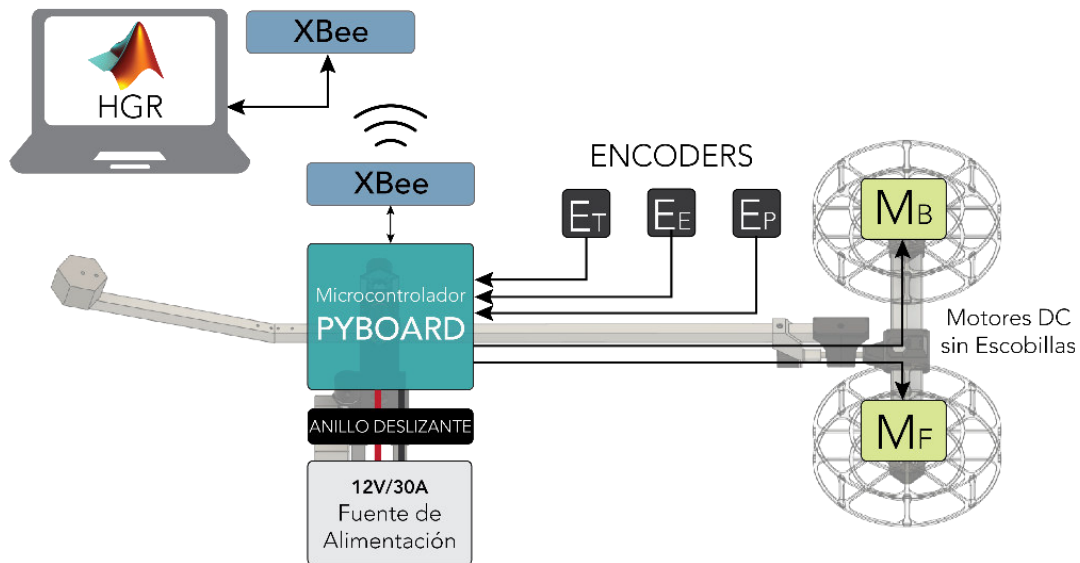 XBee
HGR
XBee
ENCODERS
ET
EE
EP
MB
Microcontrolador
PYBOARD
Motores DC
sin Escobillas
MF
ANILLO DESLIZANTE
12V/30A
Fuente de
Alimentación